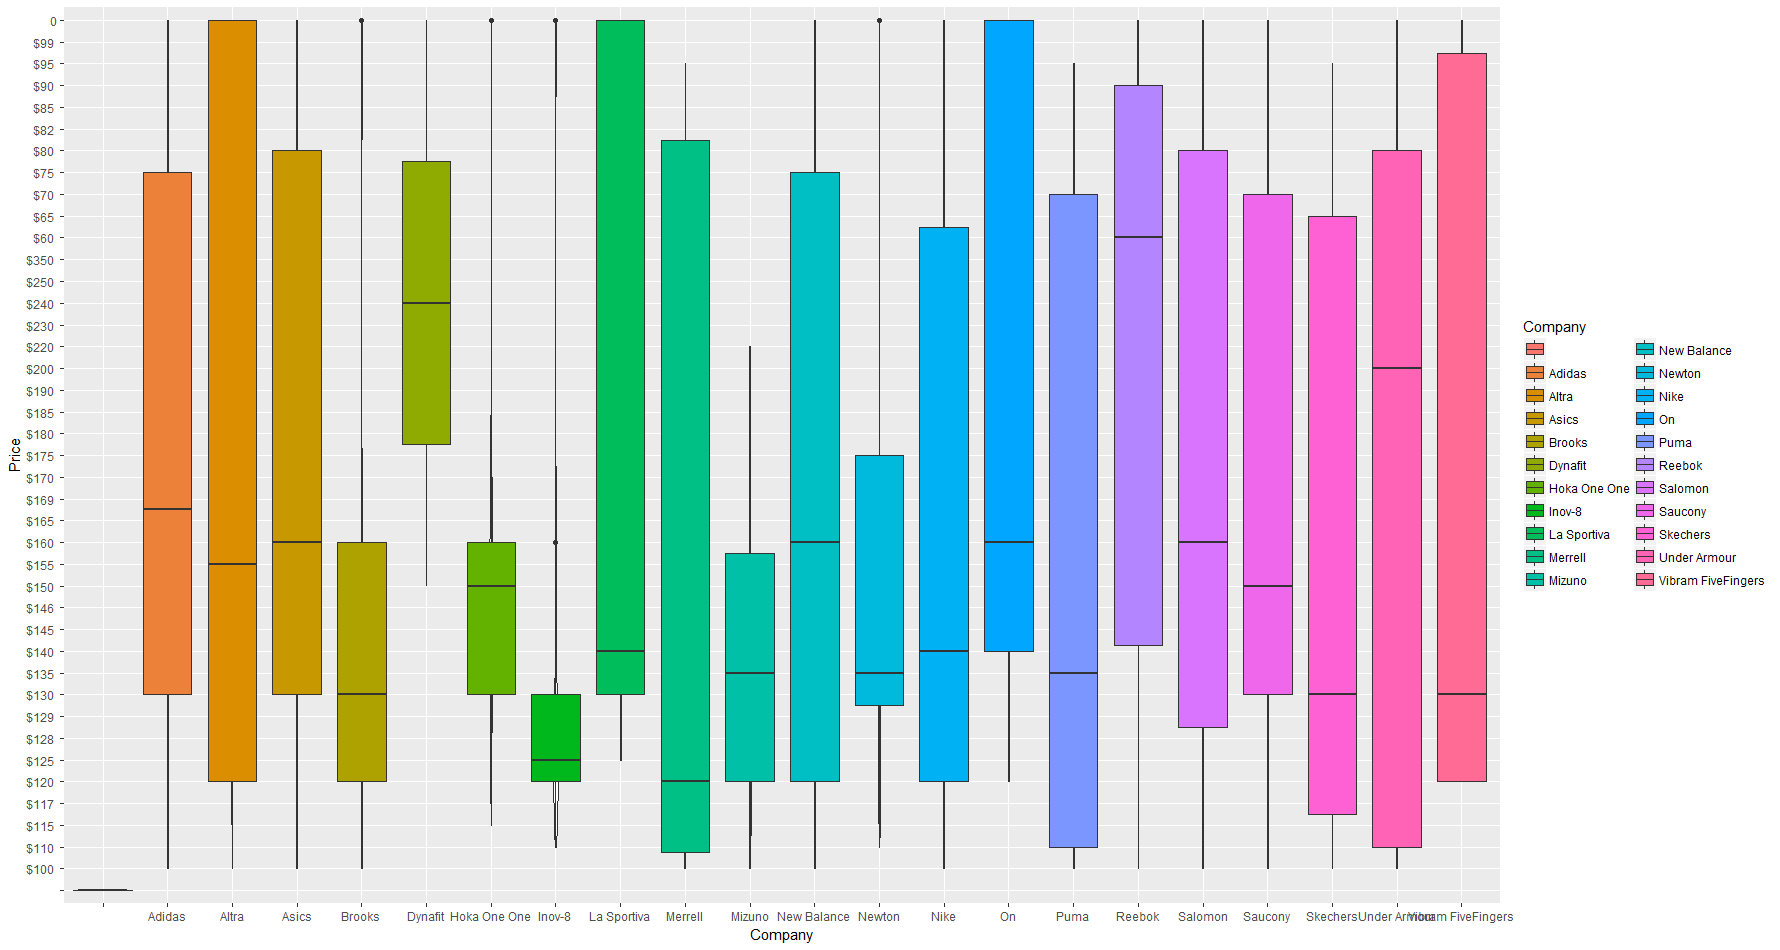 0
$99
$95
$90
$85
$82
$80
$75
$70
$65
$60
$350
$250
$240
$230
$220
$200
$190
$185
$180
$175
$170
$169
$165
$160
$155
$150
$146
$145
$140
$135
$130
$129
$128
$125
$120
$117
$115
$110
$100
Price
Adidas Altra Asics Brooks Dynafit Hoka One One Inov-8 La Sportiva Merrell Mizuno New Balance Newton Nike On Puma Reebok Salomon Saucony Skechers Under Armour Vibram FiveFingers
Company
Company
Adidas
Altra
Asics
Brooks
Dynafit
Hoka One One
Inov-8
La Sportiva
Merrell
Mizuno
New Balance
Newton
Nike
On
Puma
Reebok
Salomon
Saucony
Skechers
Under Armour
Vibram FiveFingers